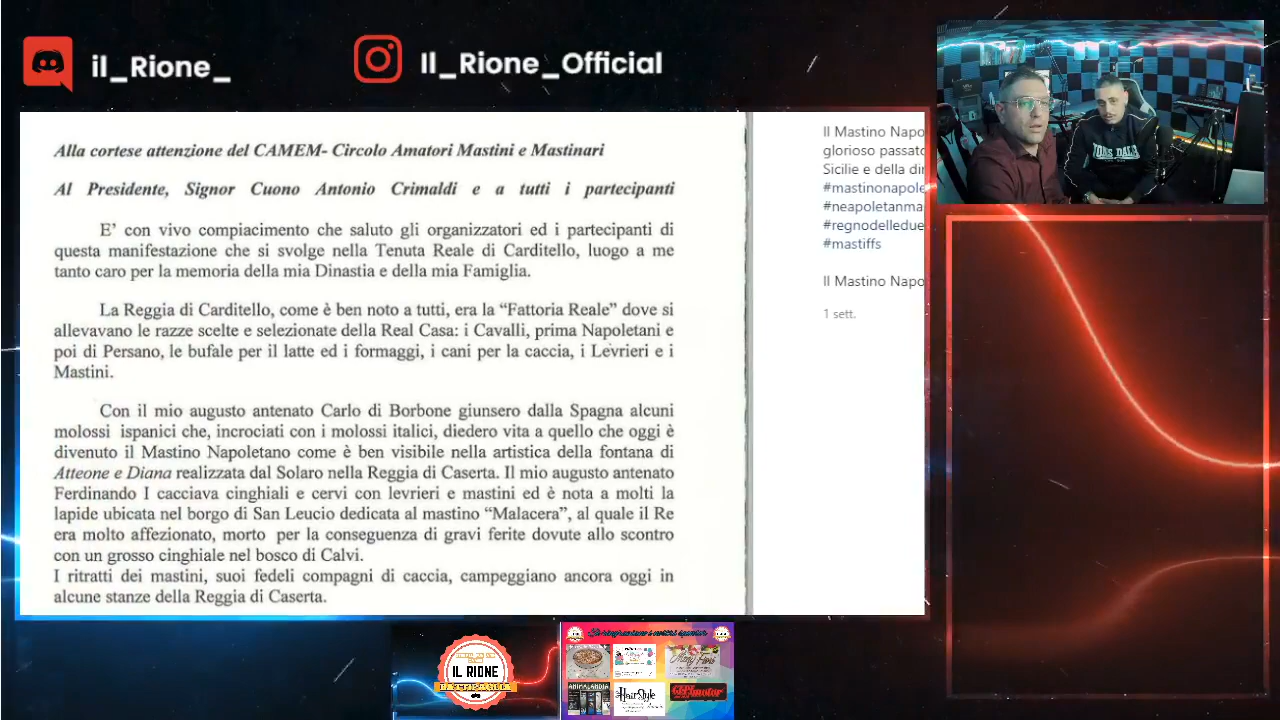 il_Rione_
Il_Rione_Official
Alla cortese attenzione del CAMEM- Circolo Amatori Mastini e Mastinari
Al Presidente, Signor Cuono Antonio Crimaldi e a tutti i partecipanti
E' con vivo compiacimento che saluto gli organizzatori ed i partecipanti di
questa manifestazione che si svolge nella Tenuta Reale di Carditello, luogo a me
tanto caro per la memoria della mia Dinastia e della mia Famiglia.
La Reggia di Carditello, come è ben noto a tutti, era la “Fattoria Reale” dove si
allevavano le razze scelte e selezionate della Real Casa: i Cavalli, prima Napoletani e
poi di Persano, le bufale per il latte ed i formaggi, i cani per la caccia, i Levrieri e i
Mastini.
Con il mio augusto antenato Carlo di Borbone giunsero dalla Spagna alcuni
molossi ispanici che, incrociati con i molossi italici, diedero vita a quello che oggi è
divenuto il Mastino Napoletano come è ben visibile nella artistica della fontana di
Atteone e Diana realizzata dal Solaro nella Reggia di Caserta. Il mio augusto antenato
Ferdinando I cacciava cinghiali e cervi con levrieri e mastini ed è nota a molti la
lapide ubicata nel borgo di San Leucio dedicata al mastino “Malacera”, al quale il Re
era molto affezionato, morto per la conseguenza di gravi ferite dovute allo scontro
con un grosso cinghiale nel bosco di Calvi.
I ritratti dei mastini, suoi fedeli compagni di caccia, campeggiano ancora oggi in
alcune stanze della Reggia di Caserta.
Il Mastino Napo
glorioso passato
Sicilie e della di
#mastinonapole
#neapoletanma
#regnodelledue
#mastiffs
Il Mastino Napo
1 sett.
IL RIONE
ANIMALANDIA
HairStyle